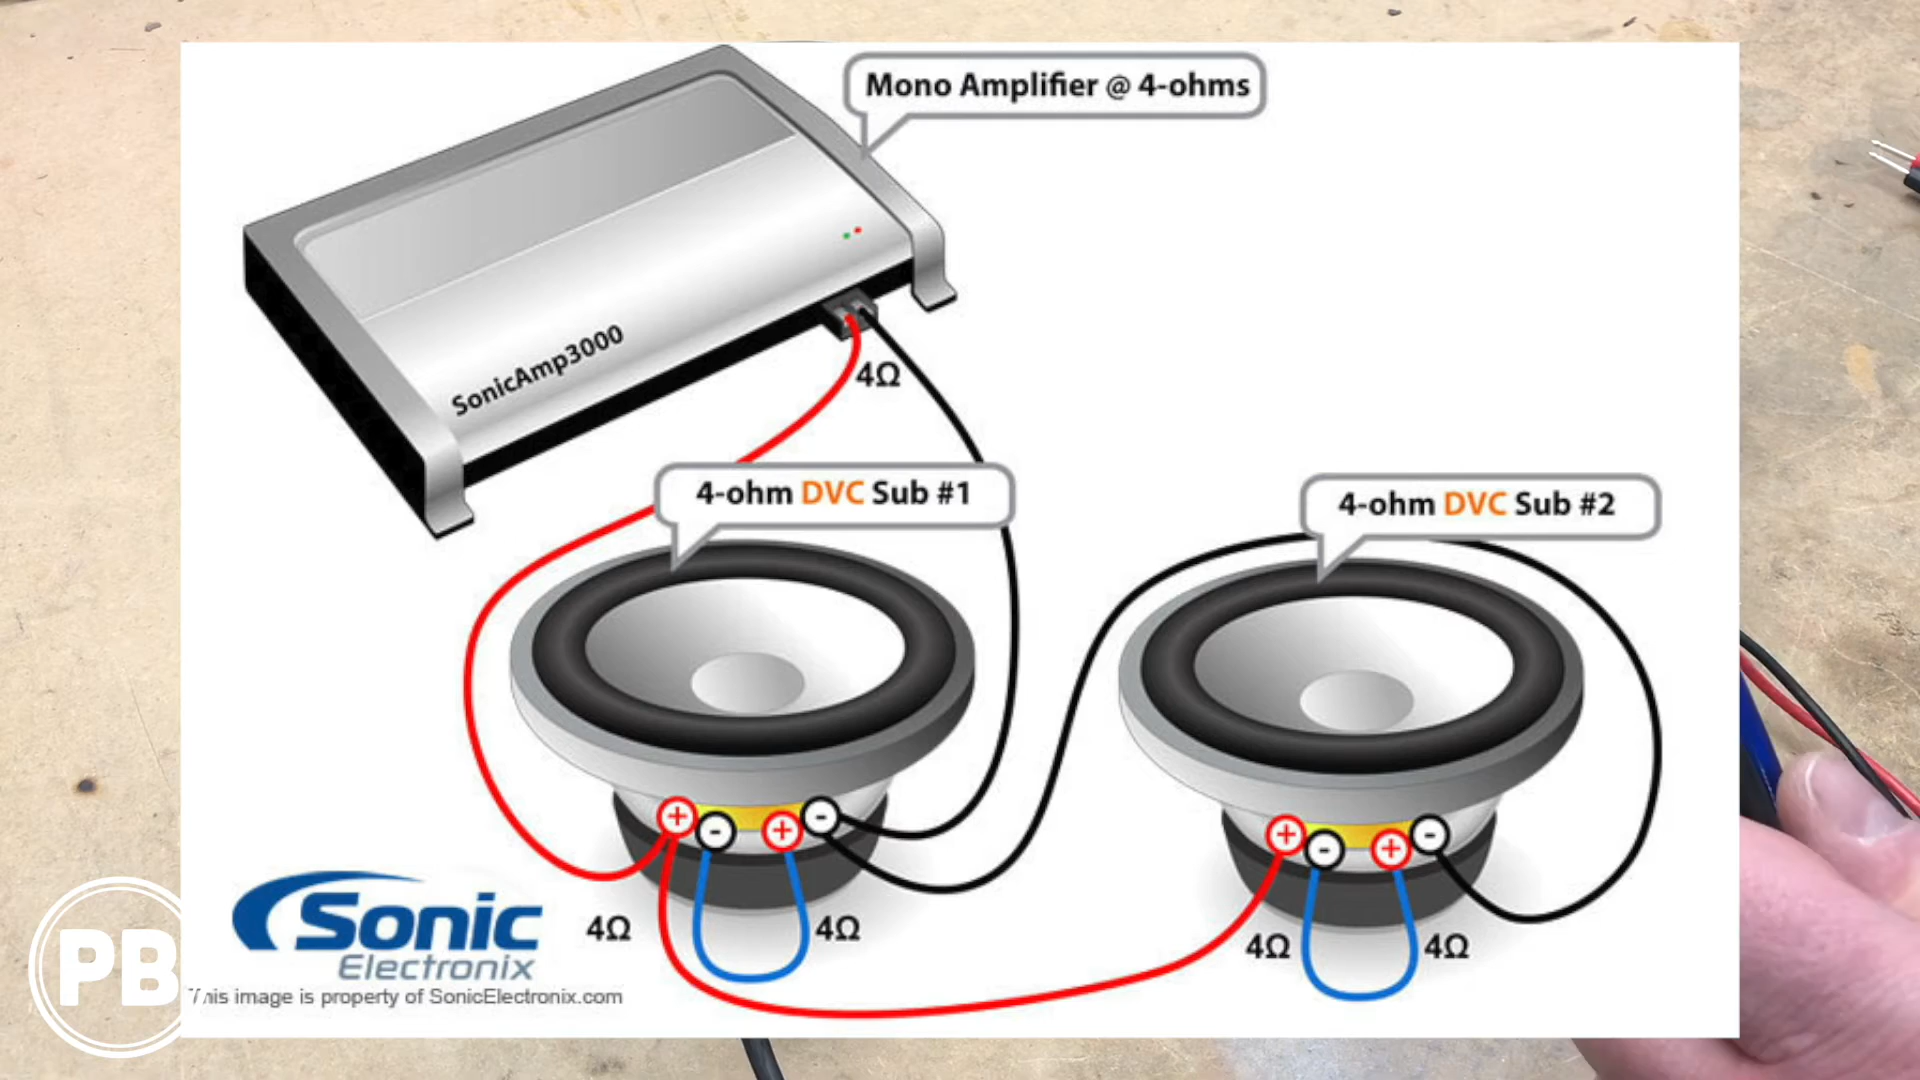 Mono Amplifier @ 4-ohms
SonicAmp3000
4Ω
4-ohm DVC Sub #1
4-ohm DVC Sub #2
+ - + -
+ - + -
4Ω 4Ω
4Ω 4Ω
Sonic
Electronix
This image is property of SonicElectronix.com
PB